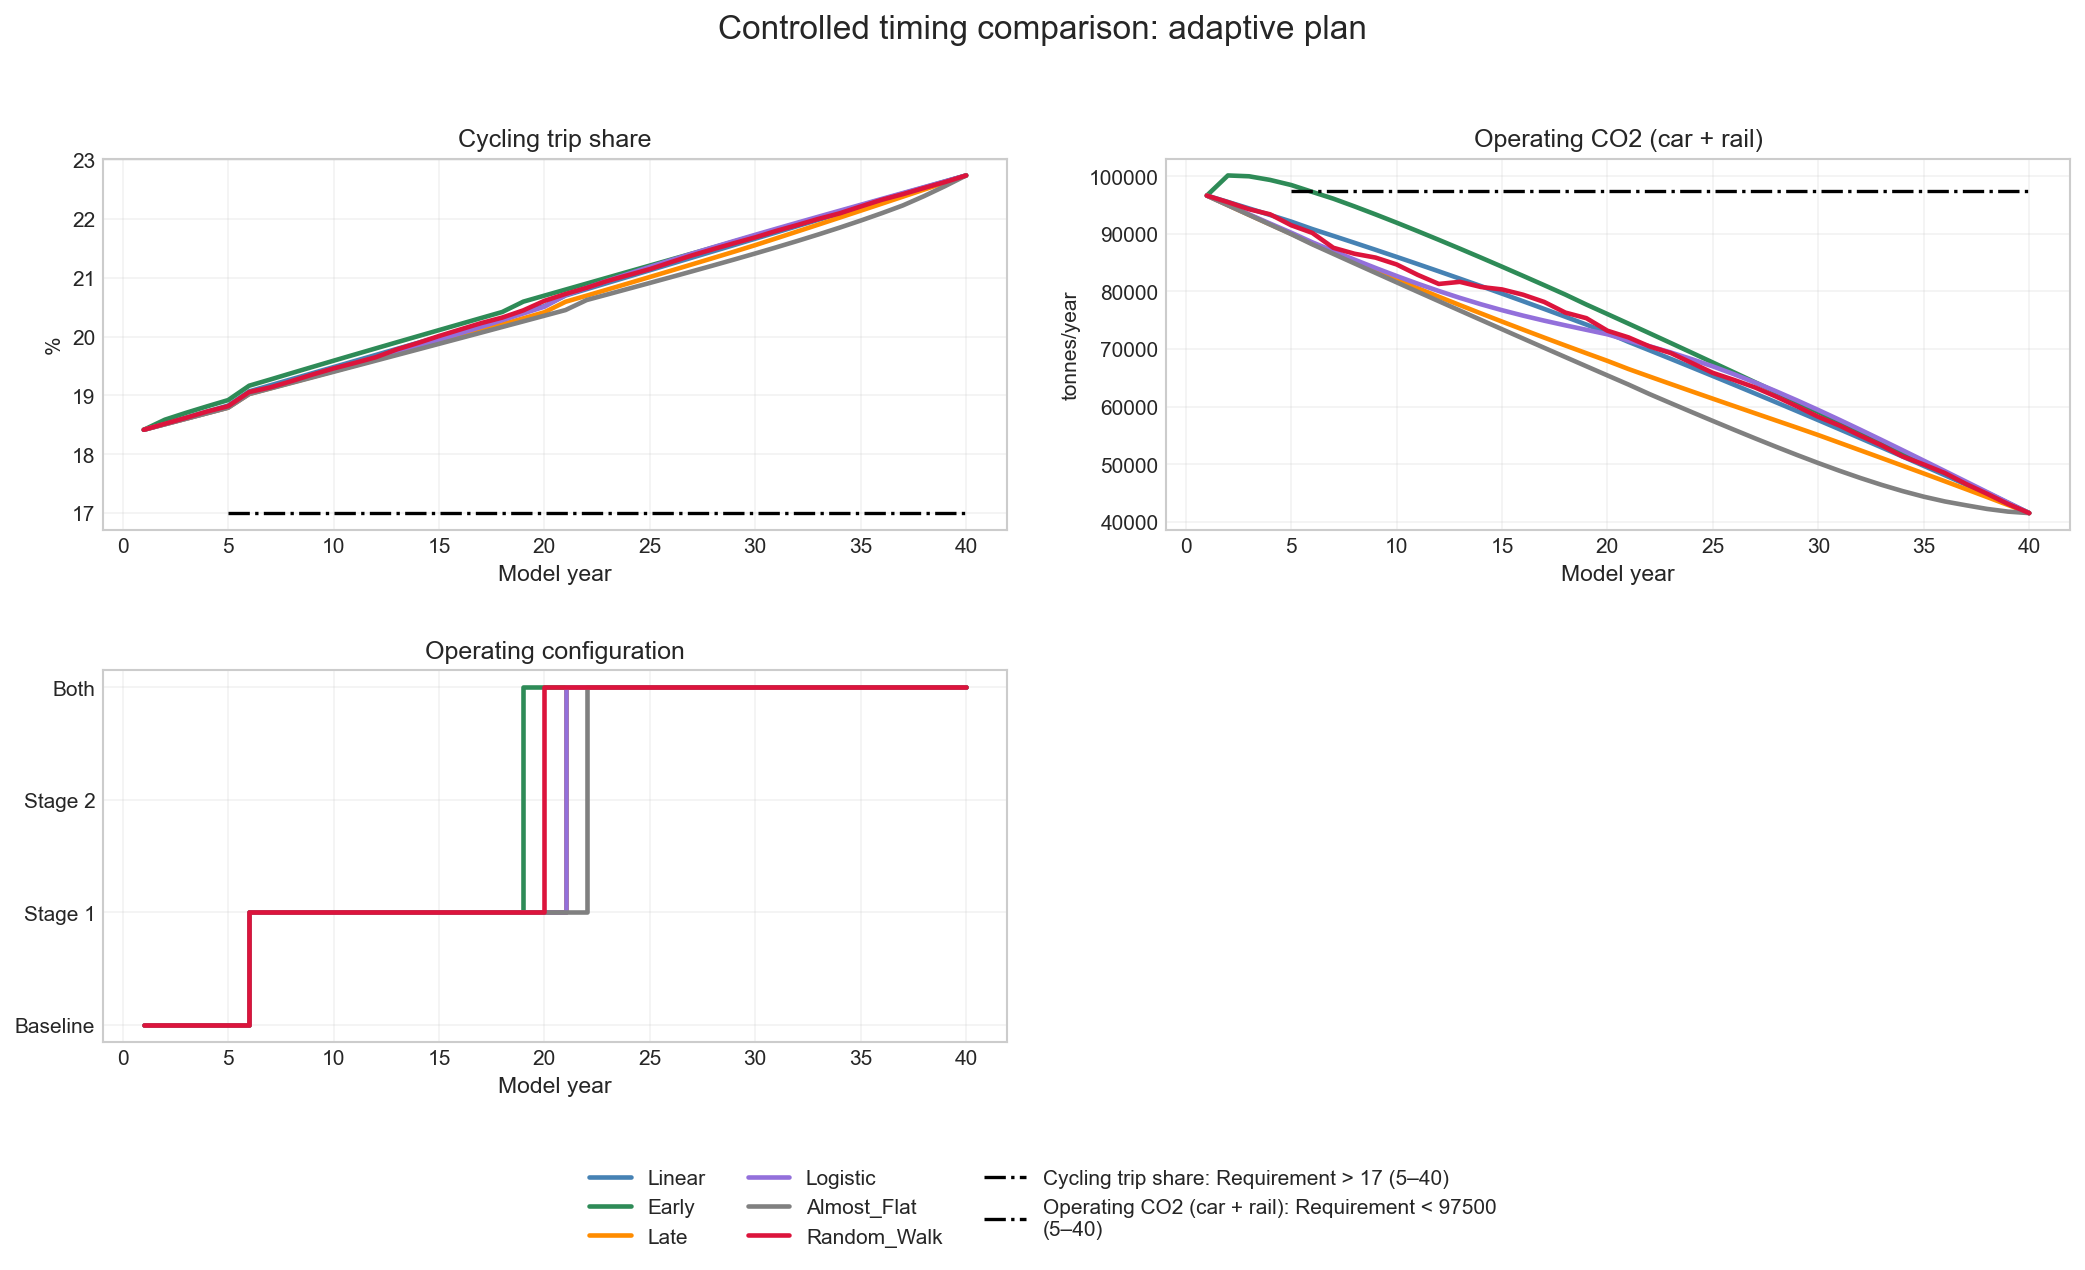 Controlled timing comparison: adaptive plan
Cycling trip share
23
22
21
20
19
18
17
%
0 5 10 15 20 25 30 35 40
Model year
Operating CO2 (car + rail)
100000
90000
80000
70000
60000
50000
40000
tonnes/year
0 5 10 15 20 25 30 35 40
Model year
Operating configuration
Both
Stage 2
Stage 1
Baseline
0 5 10 15 20 25 30 35 40
Model year
Linear
Early
Late
Logistic
Almost_Flat
Random_Walk
Cycling trip share: Requirement > 17 (5–40)
Operating CO2 (car + rail): Requirement < 97500
(5–40)